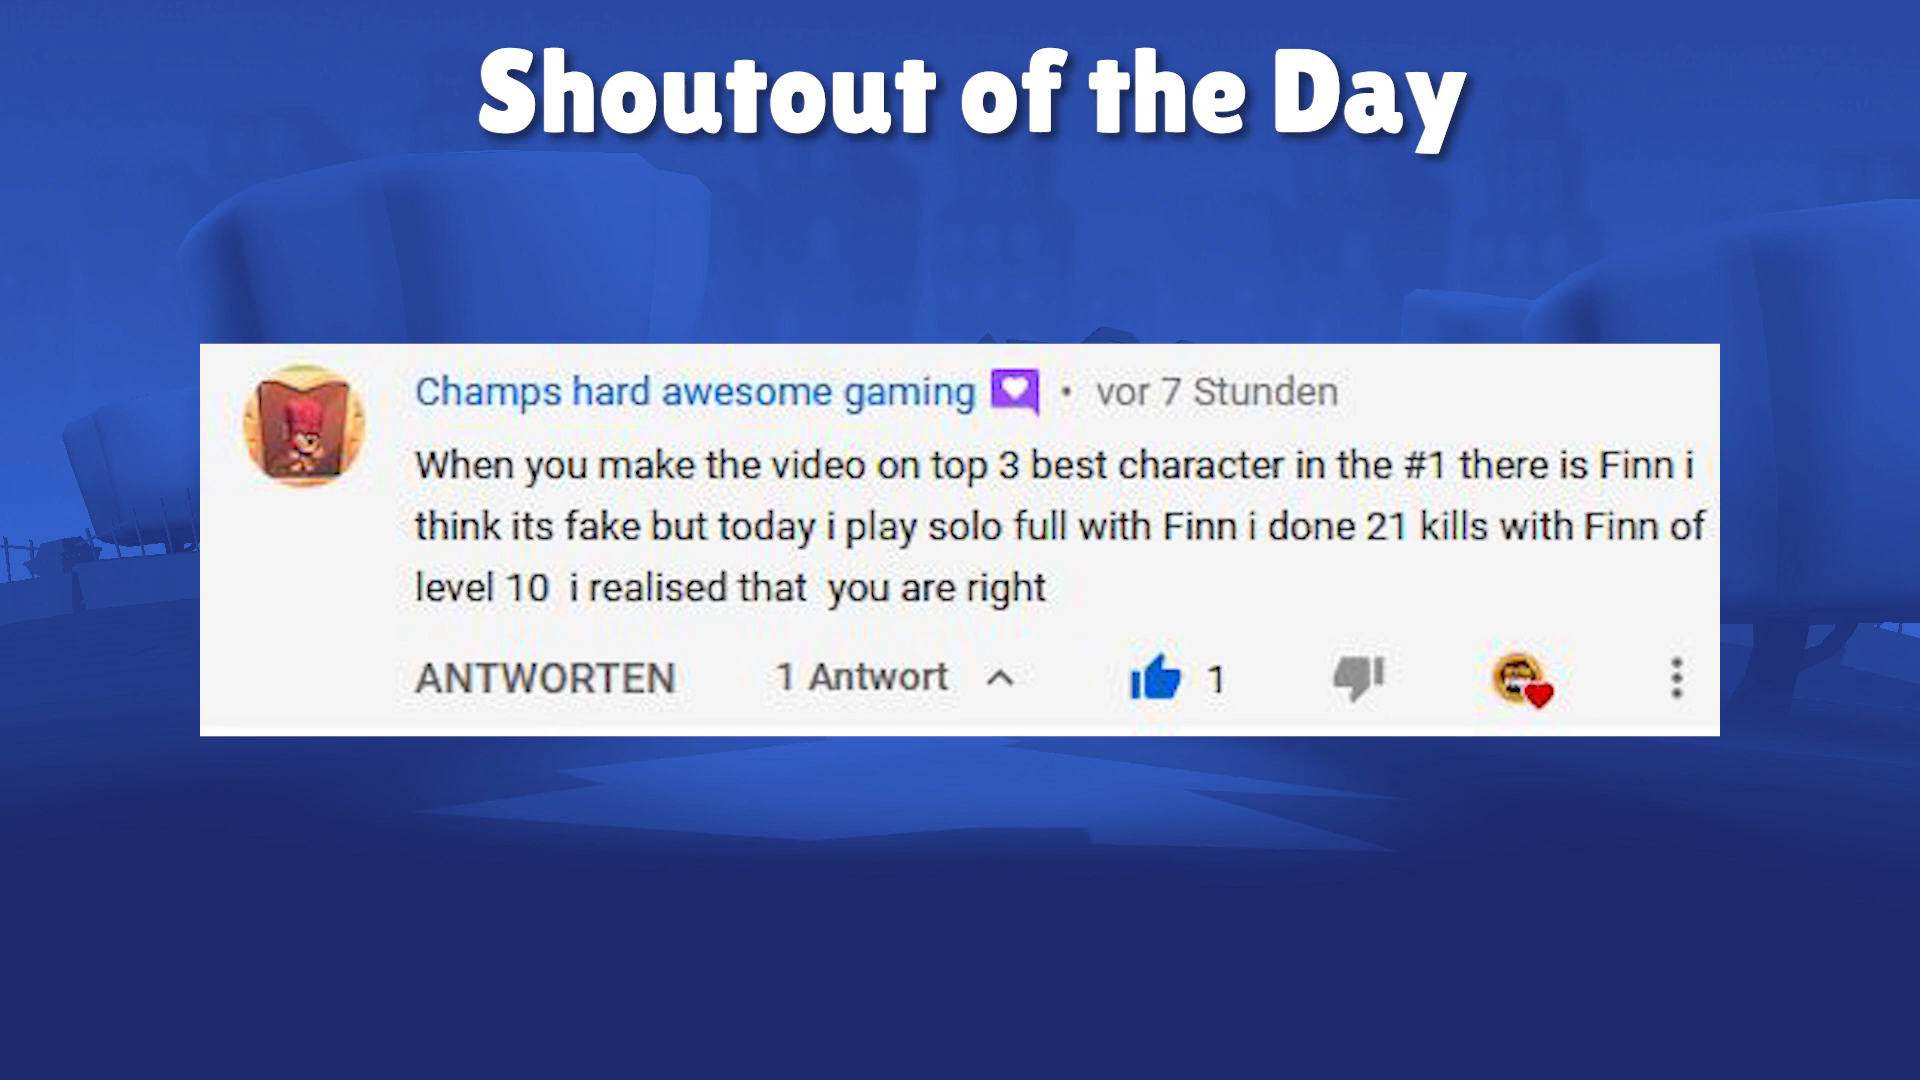 Shoutout of the Day
Champs hard awesome gaming • vor 7 Stunden
When you make the video on top 3 best character in the #1 there is Finn i
think its fake but today i play solo full with Finn i done 21 kills with Finn of
level 10  i realised that  you are right
ANTWORTEN 1 Antwort 1